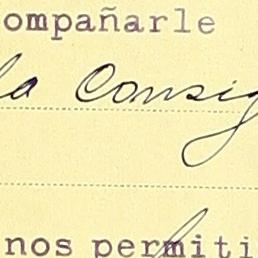 ompañarle
la Consig
nos permiti